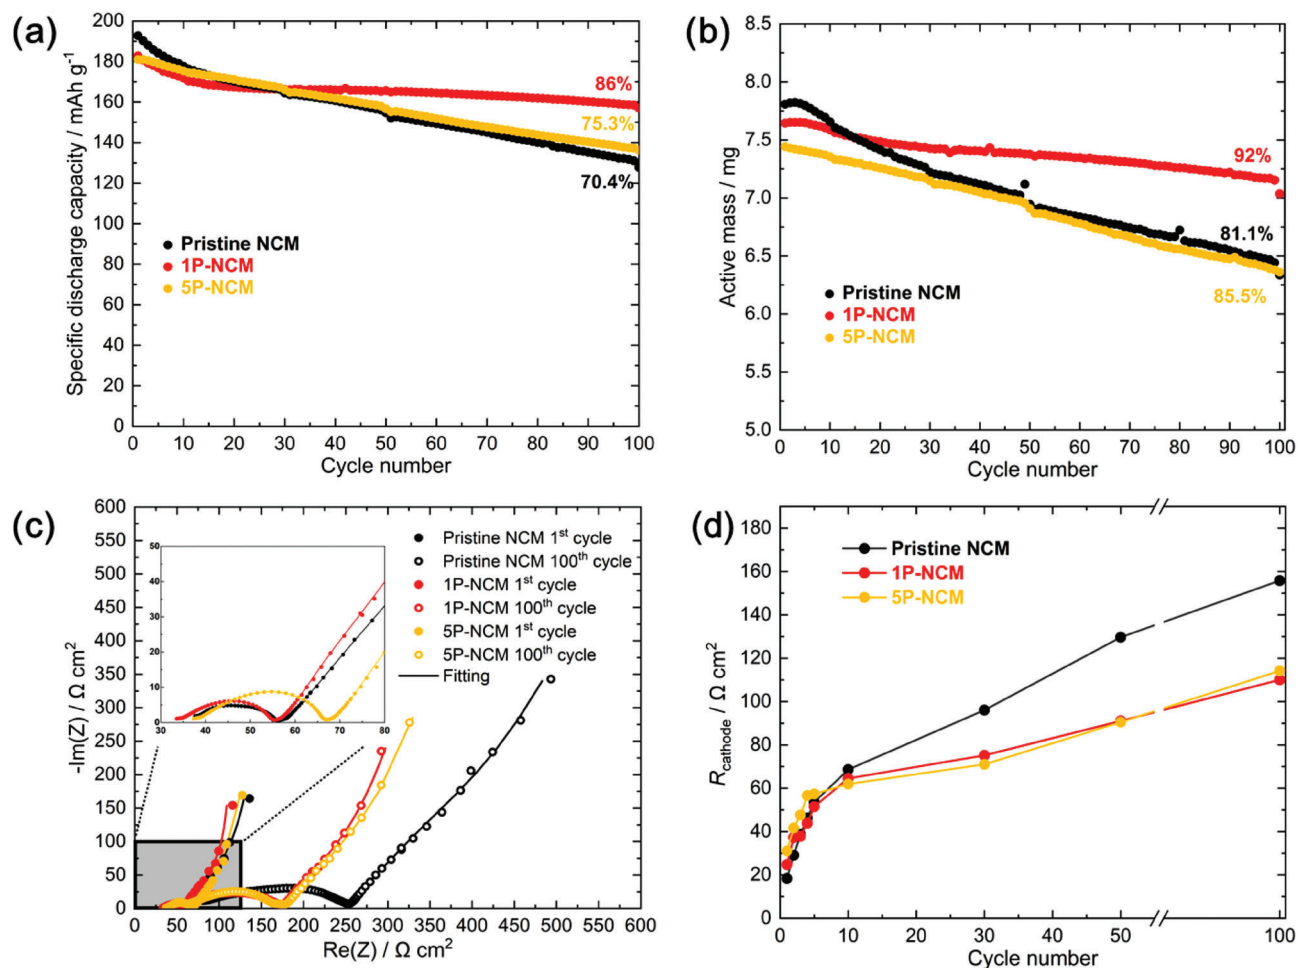 (a)
200
180
160
140
120
100
80
60
40
20
0
Specific discharge capacity / mAh g⁻¹
86%
75.3%
70.4%
Pristine NCM
1P-NCM
5P-NCM
0 10 20 30 40 50 60 70 80 90 100
Cycle number
(b)
8.5
8.0
7.5
7.0
6.5
6.0
5.5
5.0
Active mass / mg
92%
81.1%
85.5%
Pristine NCM
1P-NCM
5P-NCM
0 10 20 30 40 50 60 70 80 90 100
Cycle number
(c)
600
550
500
450
400
350
300
250
200
150
100
50
0
-Im(Z) / Ω cm²
50
40
30
20
10
0
30 40 50 60 70 80
Pristine NCM 1ˢᵗ cycle
Pristine NCM 100ᵗʰ cycle
1P-NCM 1ˢᵗ cycle
1P-NCM 100ᵗʰ cycle
5P-NCM 1ˢᵗ cycle
5P-NCM 100ᵗʰ cycle
Fitting
0 50 100 150 200 250 300 350 400 450 500 550 600
Re(Z) / Ω cm²
(d)
180
160
140
120
100
80
60
40
20
0
R_cathode / Ω cm²
Pristine NCM
1P-NCM
5P-NCM
0 10 20 30 40 50 100
Cycle number